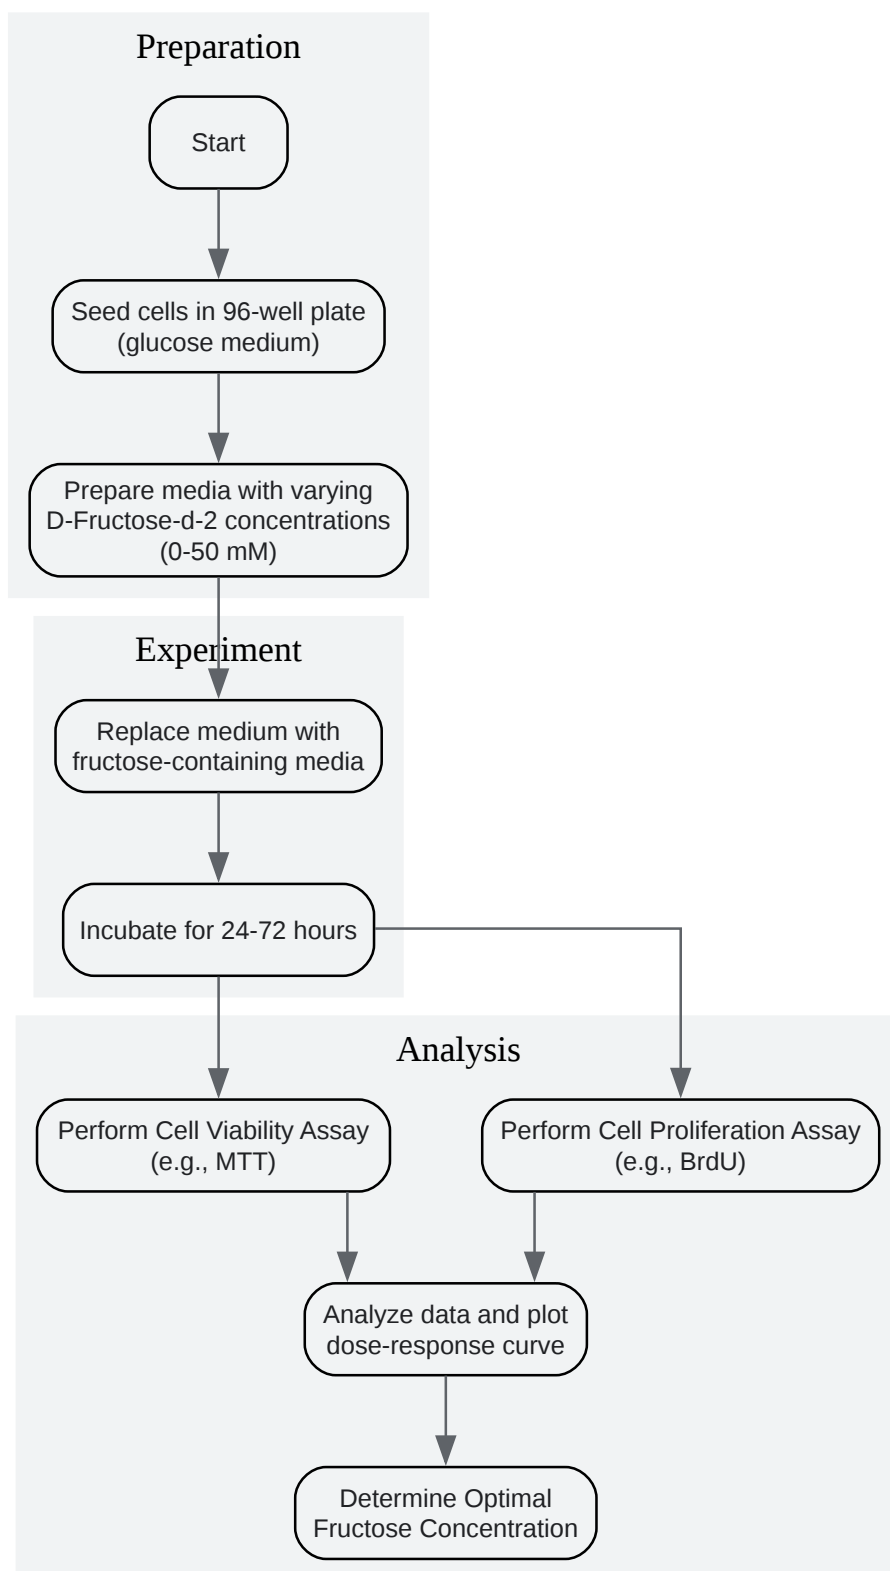 Preparation
Start
Seed cells in 96-well plate
(glucose medium)
Prepare media with varying
D-Fructose-d-2 concentrations
(0-50 mM)
Experiment
Replace medium with
fructose-containing media
Incubate for 24-72 hours
Analysis
Perform Cell Viability Assay
(e.g., MTT)
Perform Cell Proliferation Assay
(e.g., BrdU)
Analyze data and plot
dose-response curve
Determine Optimal
Fructose Concentration